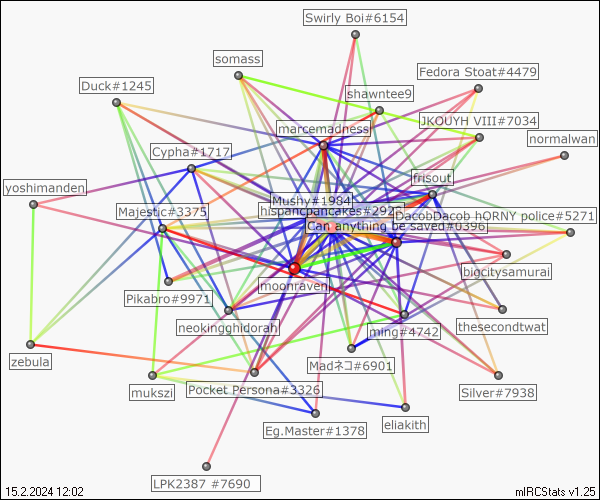 Swirly Boi#6154
somass
Fedora Stoat#4479
Duck#1245
shawntee9
JKOUYH VIII#7034
marcemadness
normalwan
Cypha#1717
frisout
yoshimanden
Mushy#1984
hispancpancakes#292
Majestic#3375
DacobDacob hORNY police#5271
Can anything be saved#0396
bigcitysamurai
moonraven
Pikabro#9971
neokingghidorah
ming#4742
thesecondtwat
zebula
Madネコ#6901
mukszi
Pocket Persona#3326
Silver#7938
Eg.Master#1378
eliakith
LPK2387 #7690
15.2.2024 12:02
mIRCStats v1.25